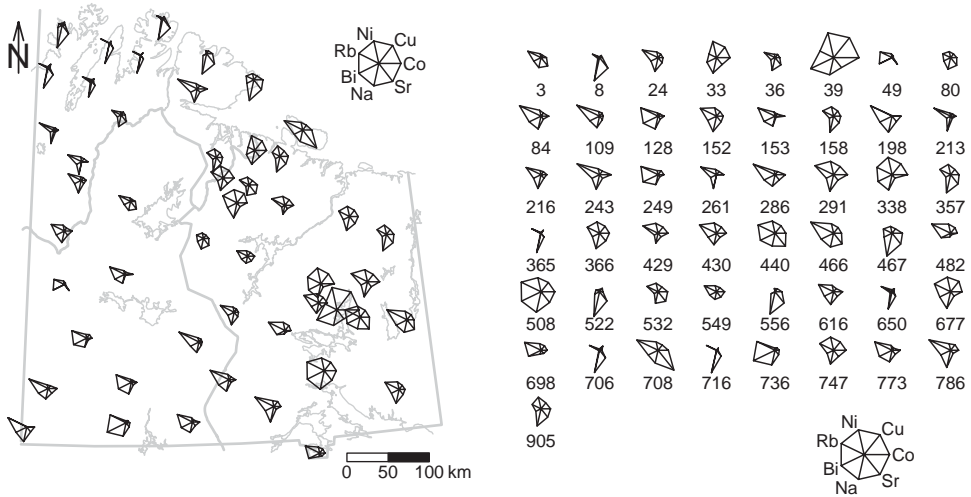 N
Ni
Cu
Rb
Co
Bi
Na
Sr
0 50 100 km
3 8 24 33 36 39 49 80
84 109 128 152 153 158 198 213
216 243 249 261 286 291 338 357
365 366 429 430 440 466 467 482
508 522 532 549 556 616 650 677
698 706 708 716 736 747 773 786
905
Ni
Cu
Rb
Co
Bi
Na
Sr